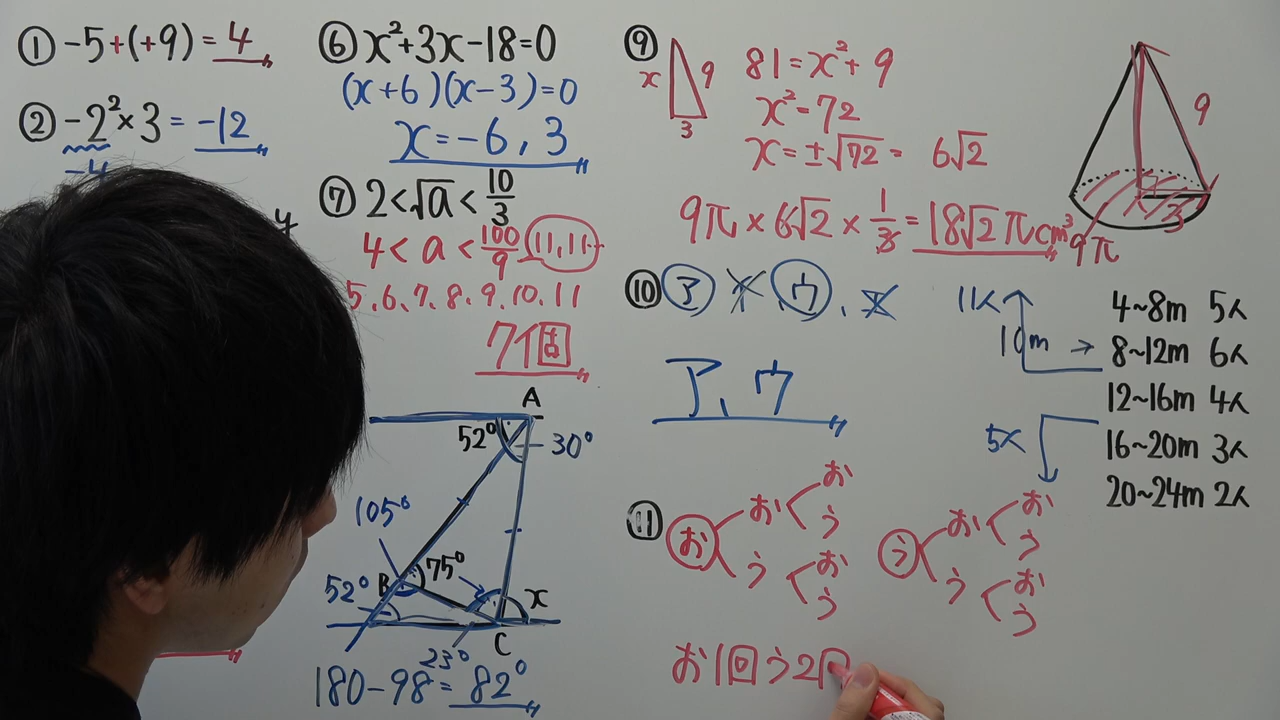 ① -5+(+9)=4
② -2²×3=-12
-4
⑥ x²+3x-18=0
(x+6)(x-3)=0
x=-6,3
⑦ 2<√a<10/3
4<a<100/9 11,11…
5.6.7.8.9.10.11
7個
A
52°
30°
105°
75°
B
52°
x
C
23°
180-98=82°
⑨ x 9 3
81=x²+9
x²=72
x=±√72= 6√2
9π×6√2×1/3=18√2πcm³
9
3
9π
⑩ ア イ.ウ.エ
ア、ウ
11人
10m →
5人
4~8m 5人
8~12m 6人
12~16m 4人
16~20m 3人
20~24m 2人
⑪ お お お う う お う
う お お う う お う
お1回う2回